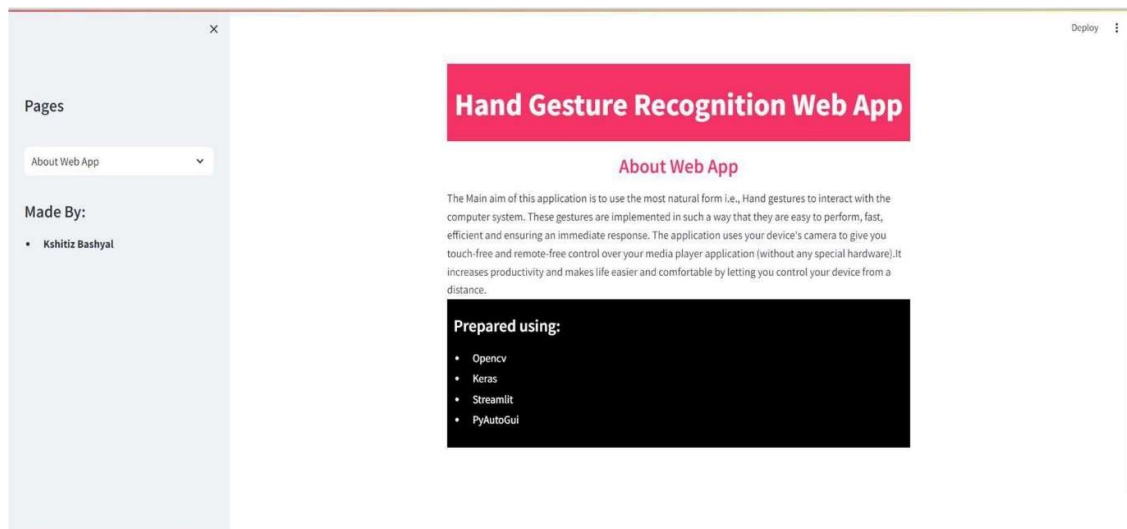 ×
Deploy ⋮
Pages
About Web App
Made By:
• Kshitiz Bashyal
Hand Gesture Recognition Web App
About Web App
The Main aim of this application is to use the most natural form i.e., Hand gestures to interact with the
computer system. These gestures are implemented in such a way that they are easy to perform, fast,
efficient and ensuring an immediate response. The application uses your device's camera to give you
touch-free and remote-free control over your media player application (without any special hardware).It
increases productivity and makes life easier and comfortable by letting you control your device from a
distance.
Prepared using:
• Opencv
• Keras
• Streamlit
• PyAutoGui